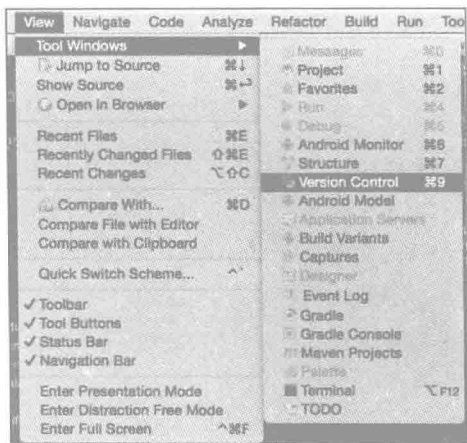 View Navigate Code Analyze Refactor Build Run Too
Tool Windows ▶
Jump to Source ⌘↓
Show Source ⌘↩
Open in Browser ▶
Recent Files ⌘E
Recently Changed Files ⇧⌘E
Recent Changes ⌥⇧C
Compare With... ⌘D
Compare File with Editor
Compare with Clipboard
Quick Switch Scheme... ^`
✓ Toolbar
✓ Tool Buttons
✓ Status Bar
✓ Navigation Bar
Enter Presentation Mode
Enter Distraction Free Mode
Enter Full Screen ^⌘F
Messages ⌘0
Project ⌘1
Favorites ⌘2
Run ⌘4
Debug ⌘5
Android Monitor ⌘6
Structure ⌘7
Version Control ⌘9
Android Model
Application Servers
Build Variants
Captures
Designer
Event Log
Gradle
Gradle Console
Maven Projects
Palette
Terminal ⌥F12
TODO